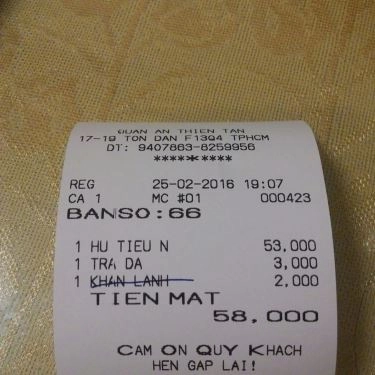 QUAN AN THIEN TAN
17-19 TON DAN F13Q4 TPHCM
DT: 9407863-8259956
*********
REG 25-02-2016 19:07
CA 1 MC #01 000423
BANSO:66
1 HU TIEU N 53,000
1 TRA DA 3,000
1 KHAN LANH 2,000
TIEN MAT
58,000
CAM ON QUY KHACH
HEN GAP LAI!